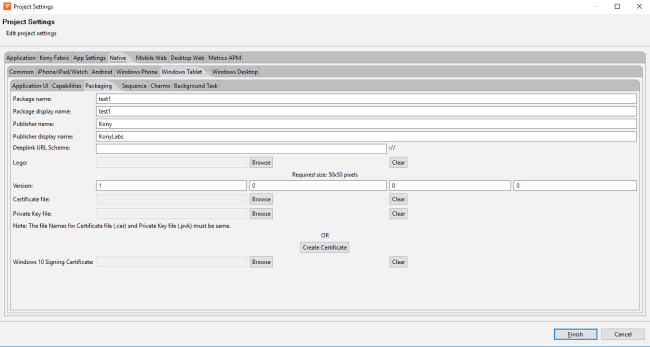 Project Settings
Project Settings
Edit project settings
Application Kony Fabric App Settings Native Mobile Web Desktop Web Metrics APM
Common iPhone/iPad/Watch Android Windows Phone Windows Tablet Windows Desktop
Application UI Capabilities Packaging Sequence Charms Background Task
Package name: test1
Package display name: test1
Publisher name: Kony
Publisher display name: KonyLabs
Deeplink URL Scheme: ://
Logo: Browse Clear
Required size: 50x50 pixels
Version: 1 0 0 0
Certificate file: Browse Clear
Private Key file: Browse Clear
Note: The file Names for Certificate file (.cer) and Private Key file (.pvk) must be same.
OR
Create Certificate
Windows 10 Signing Certificate: Browse Clear
Finish Cancel